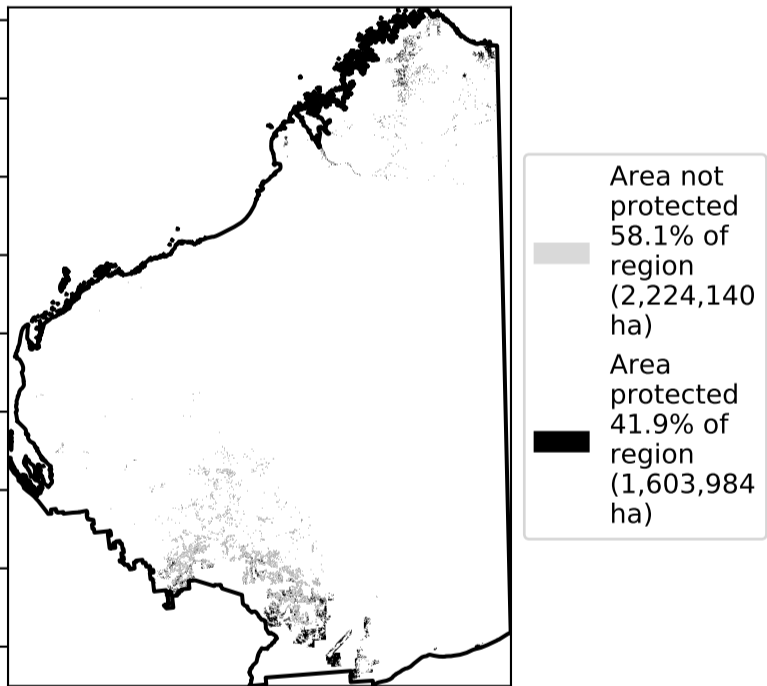 Area not
protected
58.1% of
region
(2,224,140
ha)
Area
protected
41.9% of
region
(1,603,984
ha)